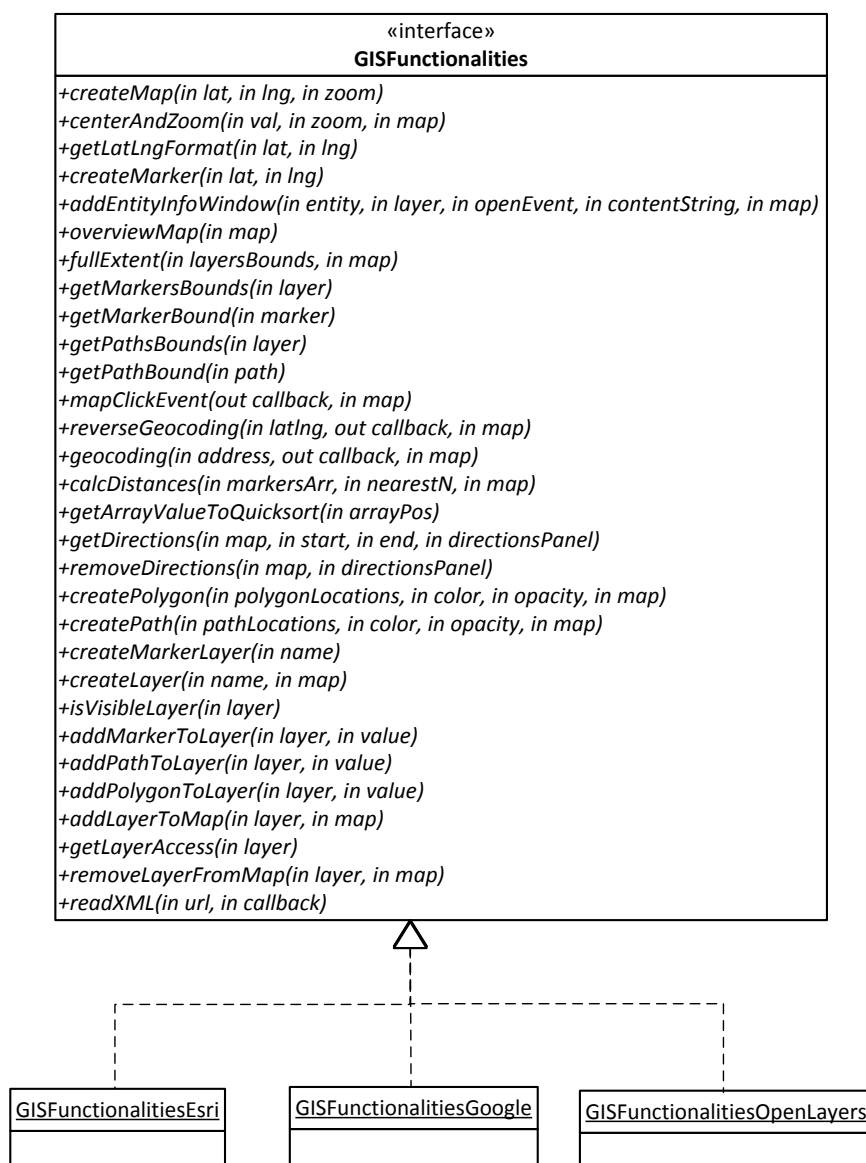 «interface»
GISFunctionalities
+createMap(in lat, in lng, in zoom)
+centerAndZoom(in val, in zoom, in map)
+getLatLngFormat(in lat, in lng)
+createMarker(in lat, in lng)
+addEntityInfoWindow(in entity, in layer, in openEvent, in contentString, in map)
+overviewMap(in map)
+fullExtent(in layersBounds, in map)
+getMarkersBounds(in layer)
+getMarkerBound(in marker)
+getPathsBounds(in layer)
+getPathBound(in path)
+mapClickEvent(out callback, in map)
+reverseGeocoding(in latlng, out callback, in map)
+geocoding(in address, out callback, in map)
+calcDistances(in markersArr, in nearestN, in map)
+getArrayValueToQuicksort(in arrayPos)
+getDirections(in map, in start, in end, in directionsPanel)
+removeDirections(in map, in directionsPanel)
+createPolygon(in polygonLocations, in color, in opacity, in map)
+createPath(in pathLocations, in color, in opacity, in map)
+createMarkerLayer(in name)
+createLayer(in name, in map)
+isVisibleLayer(in layer)
+addMarkerToLayer(in layer, in value)
+addPathToLayer(in layer, in value)
+addPolygonToLayer(in layer, in value)
+addLayerToMap(in layer, in map)
+getLayerAccess(in layer)
+removeLayerFromMap(in layer, in map)
+readXML(in url, in callback)
GISFunctionalitiesEsri
GISFunctionalitiesGoogle
GISFunctionalitiesOpenLayers